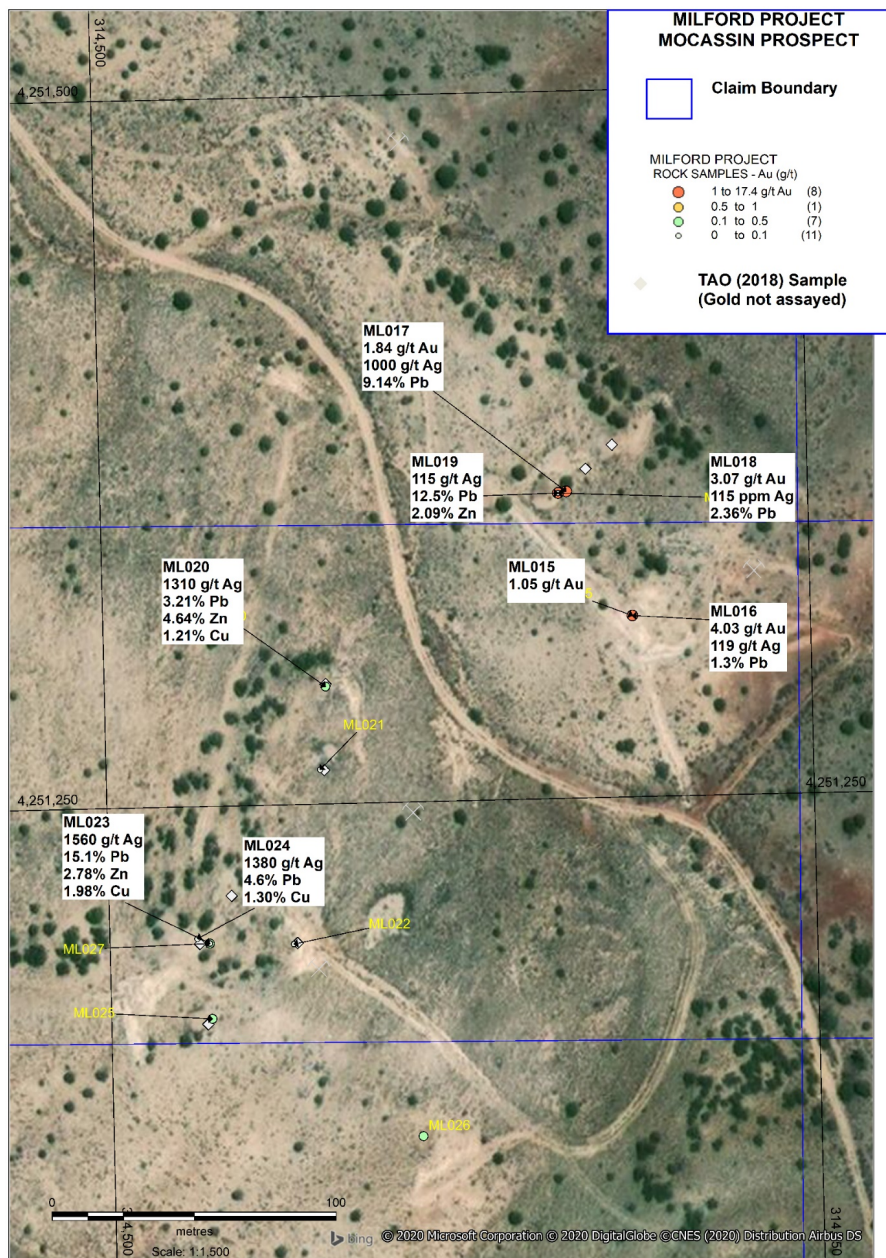 MILFORD PROJECT
MOCASSIN PROSPECT
Claim Boundary
MILFORD PROJECT
ROCK SAMPLES - Au (g/t)
1 to 17.4 g/t Au (8)
0.5 to 1 (1)
0.1 to 0.5 (7)
0 to 0.1 (11)
TAO (2018) Sample
(Gold not assayed)
314,500
4,251,500
ML017
1.84 g/t Au
1000 g/t Ag
9.14% Pb
ML019
115 g/t Ag
12.5% Pb
2.09% Zn
ML018
3.07 g/t Au
115 ppm Ag
2.36% Pb
ML020
1310 g/t Ag
3.21% Pb
4.64% Zn
1.21% Cu
ML015
1.05 g/t Au
ML016
4.03 g/t Au
119 g/t Ag
1.3% Pb
ML021
4,251,250
4,251,250
ML023
1560 g/t Ag
15.1% Pb
2.78% Zn
1.98% Cu
ML024
1380 g/t Ag
4.6% Pb
1.30% Cu
ML022
ML027
ML025
ML026
0 100
metres
Scale: 1:1,500
314,500
Bing
© 2020 Microsoft Corporation © 2020 DigitalGlobe ©CNES (2020) Distribution Airbus DS